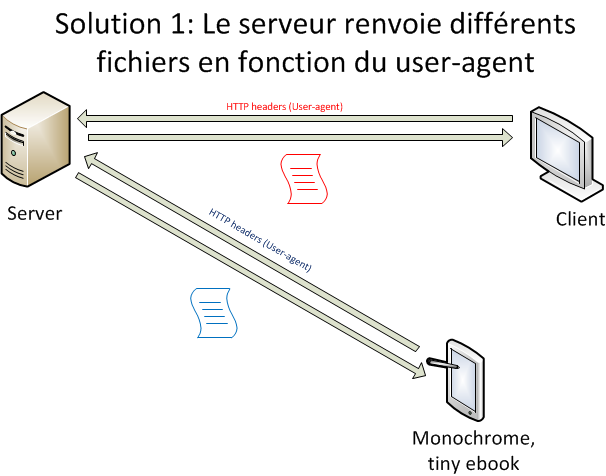 Solution 1: Le serveur renvoie différents
fichiers en fonction du user-agent
HTTP headers (User-agent)
Server
Client
HTTP headers (User-agent)
Monochrome,
tiny ebook